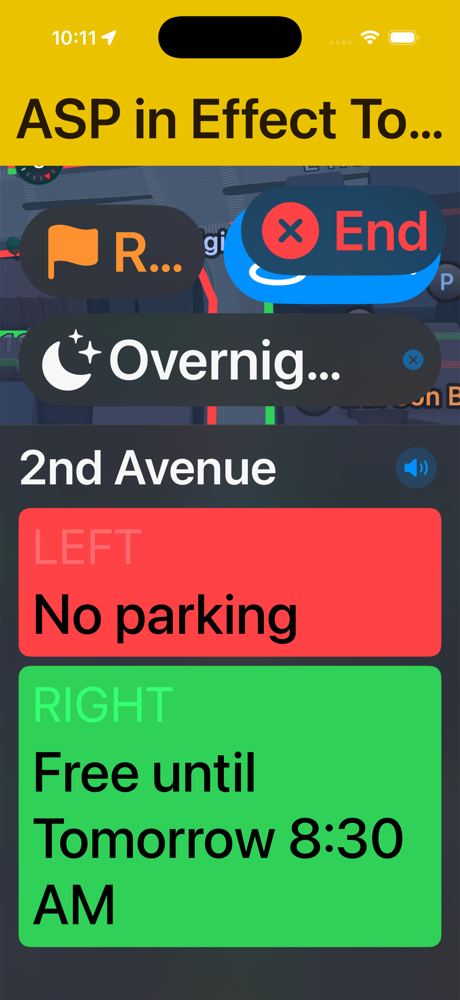 10:11
ASP in Effect To...
R...
End
Overnig...
P
2nd Avenue
LEFT
No parking
RIGHT
Free until
Tomorrow 8:30
AM